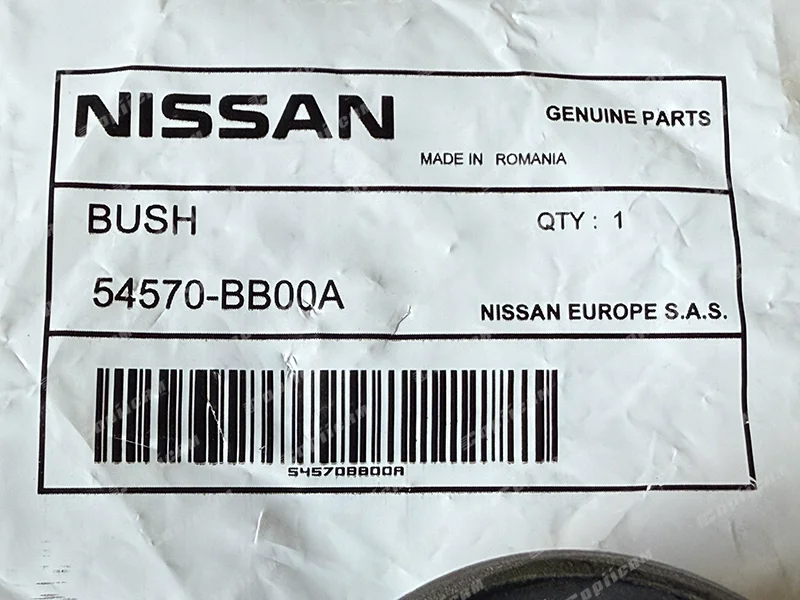 NISSAN
GENUINE PARTS
MADE IN ROMANIA
BUSH
QTY : 1
54570-BB00A
NISSAN EUROPE S.A.S.
54570BB00A